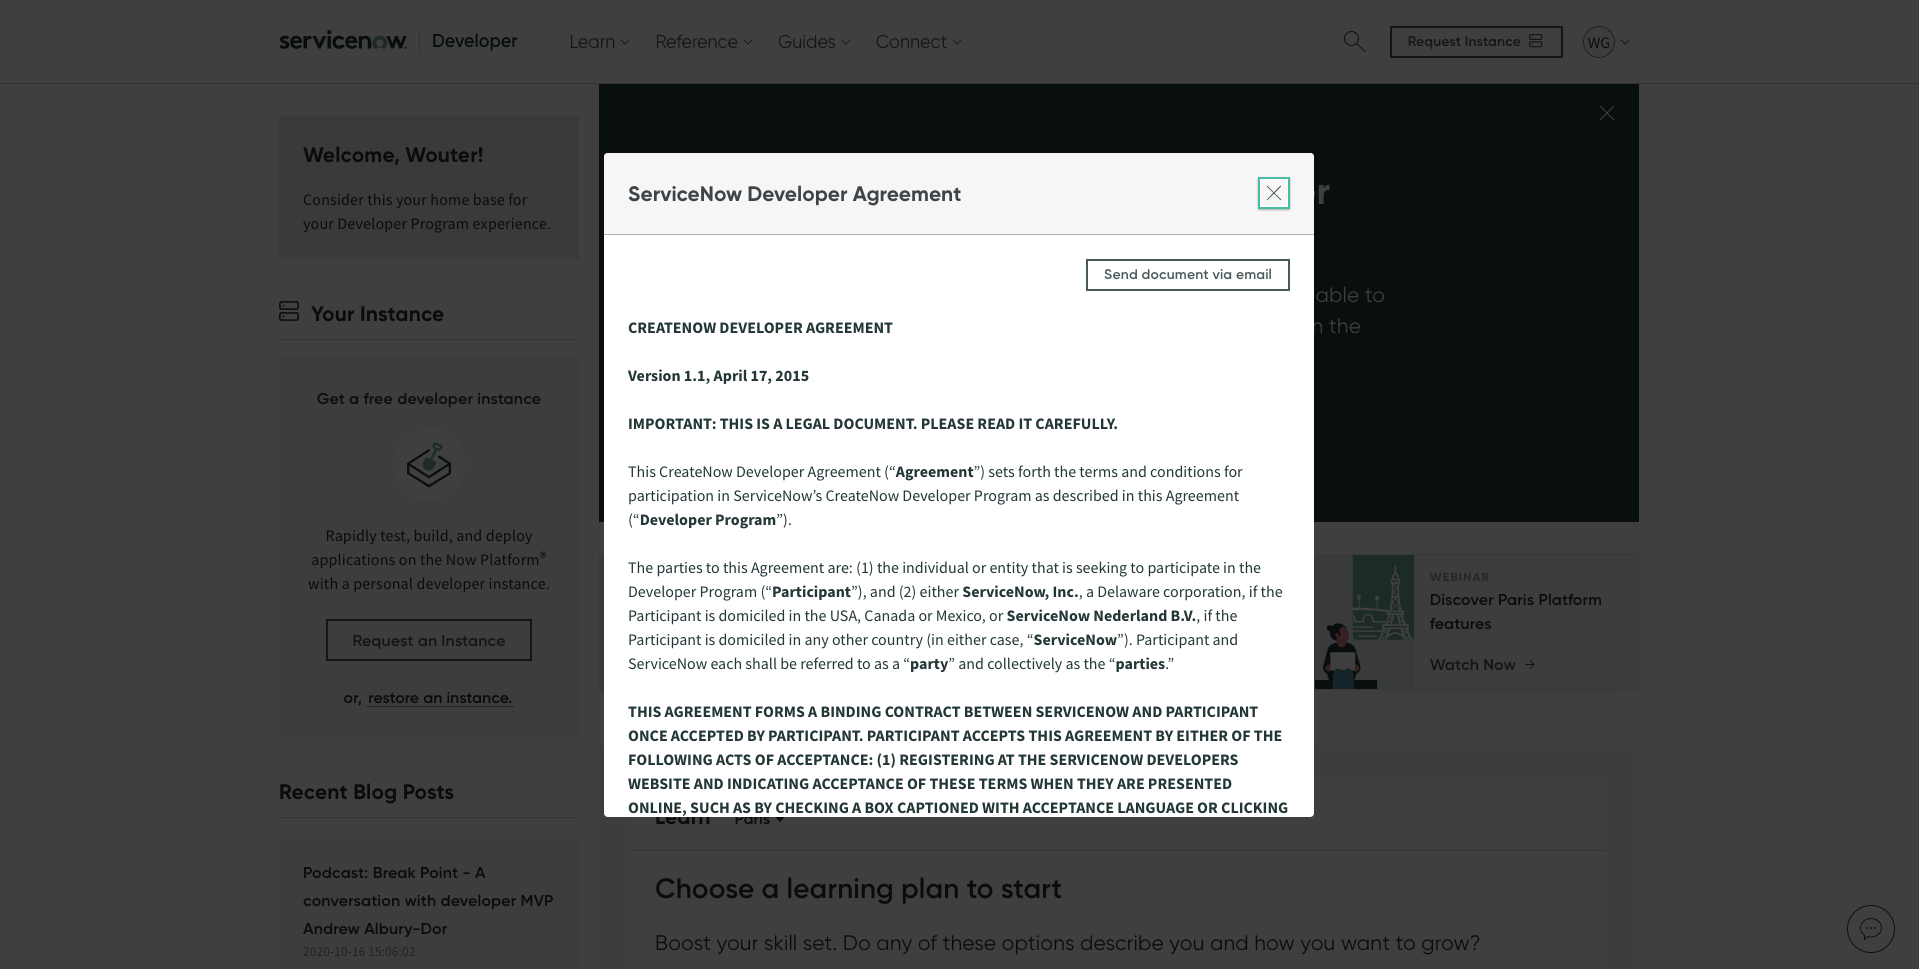 servicenow Developer Learn Reference Guides Connect Request Instance WG
Welcome, Wouter!
Consider this your home base for
your Developer Program experience.
Your Instance
Get a free developer instance
Rapidly test, build, and deploy
applications on the Now Platform®
with a personal developer instance.
Request an Instance
or, restore an instance.
Recent Blog Posts
Podcast: Break Point - A
conversation with developer MVP
Andrew Albury-Dor
2020-10-16 15:06:02
ServiceNow Developer Agreement
Send document via email
CREATENOW DEVELOPER AGREEMENT
Version 1.1, April 17, 2015
IMPORTANT: THIS IS A LEGAL DOCUMENT. PLEASE READ IT CAREFULLY.
This CreateNow Developer Agreement (“Agreement”) sets forth the terms and conditions for
participation in ServiceNow’s CreateNow Developer Program as described in this Agreement
(“Developer Program”).
The parties to this Agreement are: (1) the individual or entity that is seeking to participate in the
Developer Program (“Participant”), and (2) either ServiceNow, Inc., a Delaware corporation, if the
Participant is domiciled in the USA, Canada or Mexico, or ServiceNow Nederland B.V., if the
Participant is domiciled in any other country (in either case, “ServiceNow”). Participant and
ServiceNow each shall be referred to as a “party” and collectively as the “parties.”
THIS AGREEMENT FORMS A BINDING CONTRACT BETWEEN SERVICENOW AND PARTICIPANT
ONCE ACCEPTED BY PARTICIPANT. PARTICIPANT ACCEPTS THIS AGREEMENT BY EITHER OF THE
FOLLOWING ACTS OF ACCEPTANCE: (1) REGISTERING AT THE SERVICENOW DEVELOPERS
WEBSITE AND INDICATING ACCEPTANCE OF THESE TERMS WHEN THEY ARE PRESENTED
ONLINE, SUCH AS BY CHECKING A BOX CAPTIONED WITH ACCEPTANCE LANGUAGE OR CLICKING
able to
the
WEBINAR
Discover Paris Platform
features
Watch Now
Learn Paris
Choose a learning plan to start
Boost your skill set. Do any of these options describe you and how you want to grow?